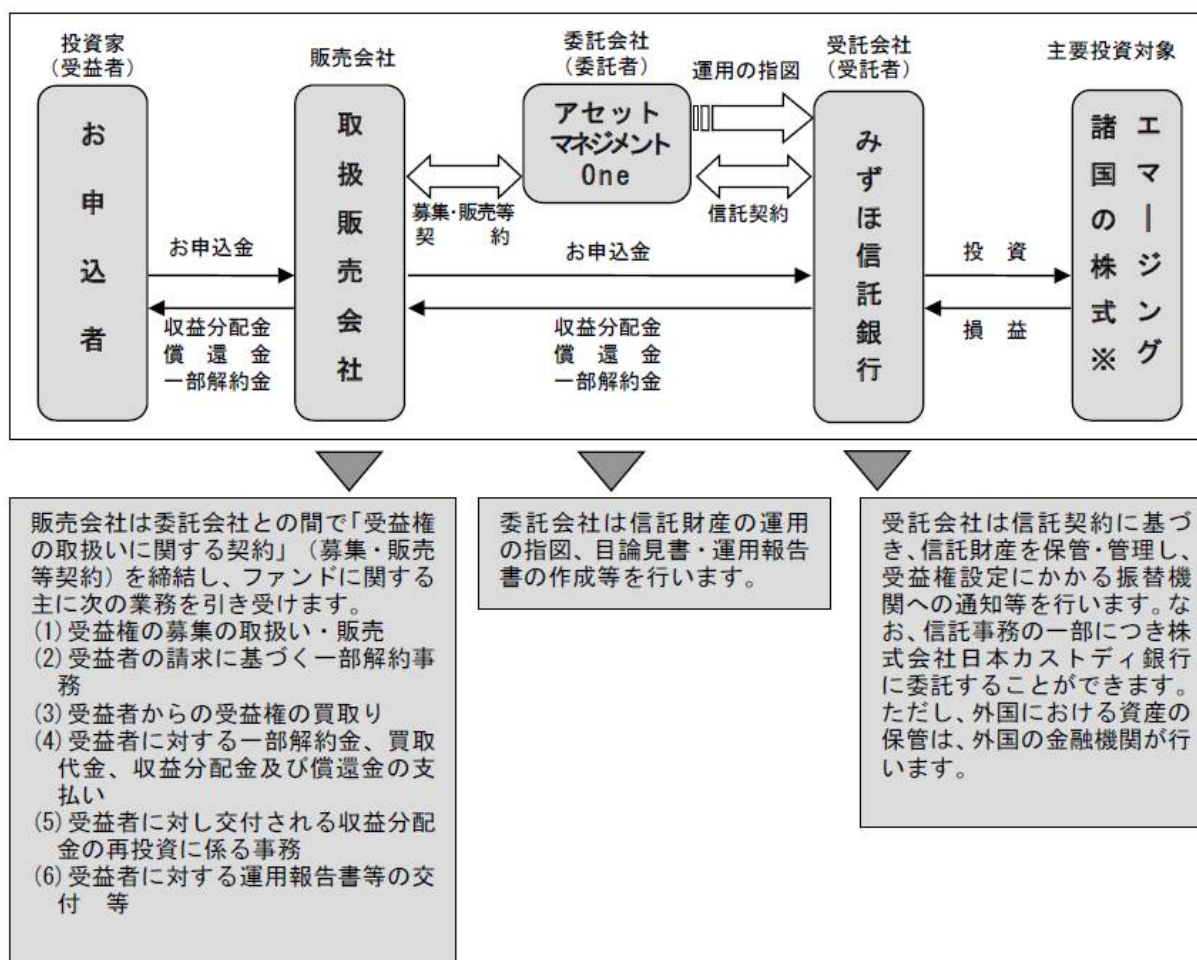 投資家
（受益者）
販売会社
委託会社
（委託者）
運用の指図
受託会社
（受託者）
主要投資対象
お申込者
取扱販売会社
アセット
マネジメント
One
みずほ信託銀行
エマージング
諸国の株式※
募集・販売等
契　　　約
信託契約
お申込金
収益分配金
償　還　金
一部解約金
お申込金
収益分配金
償　還　金
一部解約金
投　資
損　益
販売会社は委託会社との間で「受益権
の取扱いに関する契約」（募集・販売
等契約）を締結し、ファンドに関する
主に次の業務を引き受けます。
(1)受益権の募集の取扱い・販売
(2)受益者の請求に基づく一部解約事
務
(3)受益者からの受益権の買取り
(4)受益者に対する一部解約金、買取
代金、収益分配金及び償還金の支
払い
(5)受益者に対し交付される収益分配
金の再投資に係る事務
(6)受益者に対する運用報告書等の交
付　等
委託会社は信託財産の運用
の指図、目論見書・運用報告
書の作成等を行います。
受託会社は信託契約に基づ
き、信託財産を保管・管理し、
受益権設定にかかる振替機
関への通知等を行います。な
お、信託事務の一部につき株
式会社日本カストディ銀行
に委託することができます。
ただし、外国における資産の
保管は、外国の金融機関が行
います。